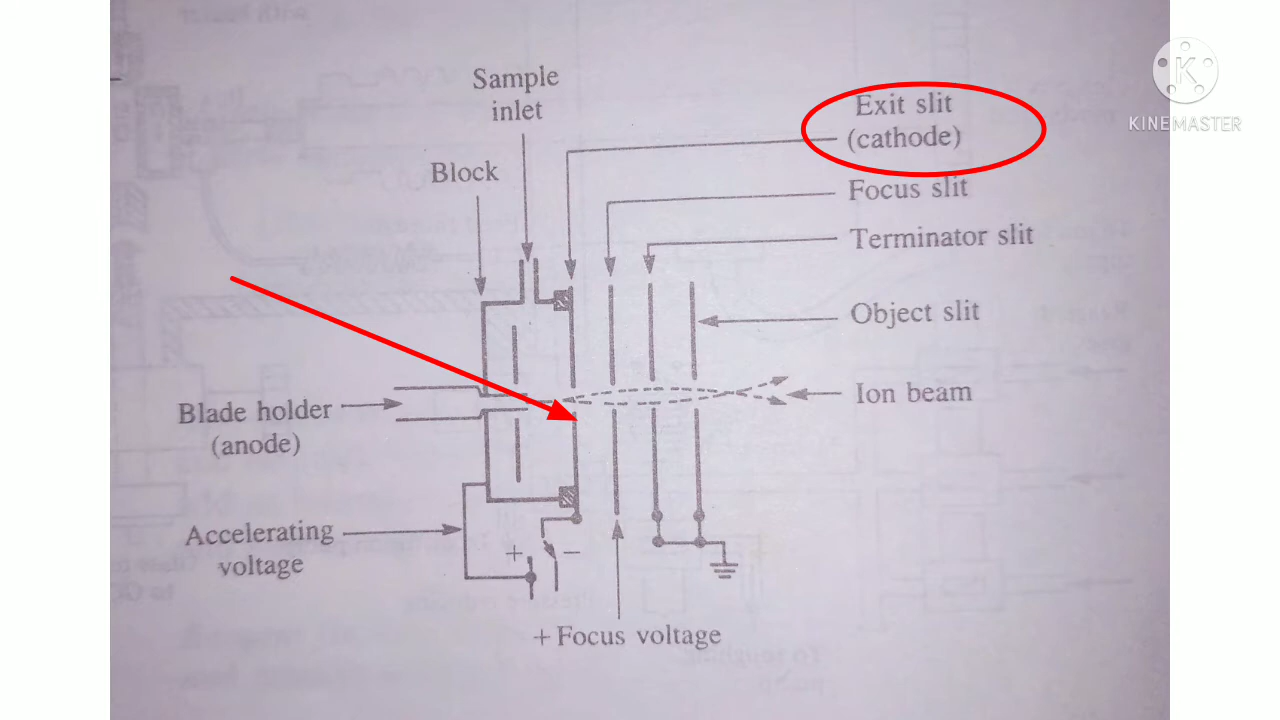 Sample
inlet
Block
Exit slit
(cathode)
Focus slit
Terminator slit
Object slit
Ion beam
Blade holder
(anode)
Accelerating
voltage
+ −
+ Focus voltage
K
KINEMASTER